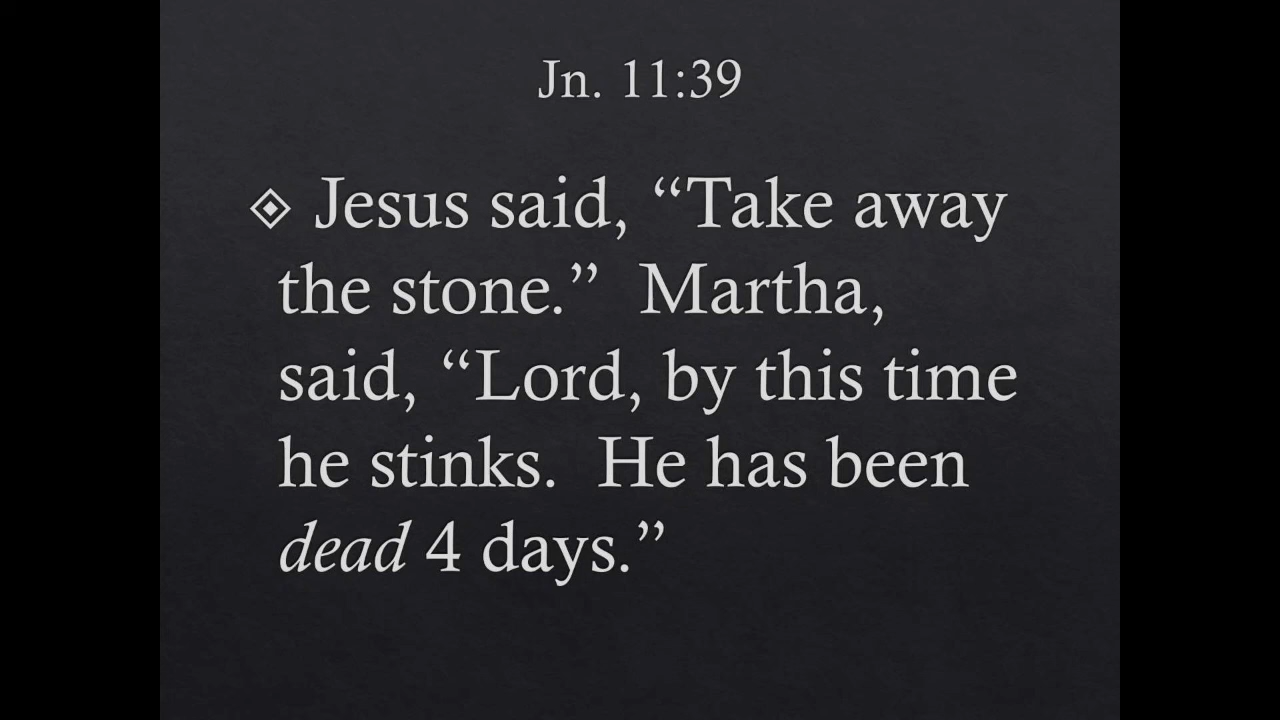 Jn. 11:39
Jesus said, “Take away
the stone.”  Martha,
said, “Lord, by this time
he stinks.  He has been
dead 4 days.”